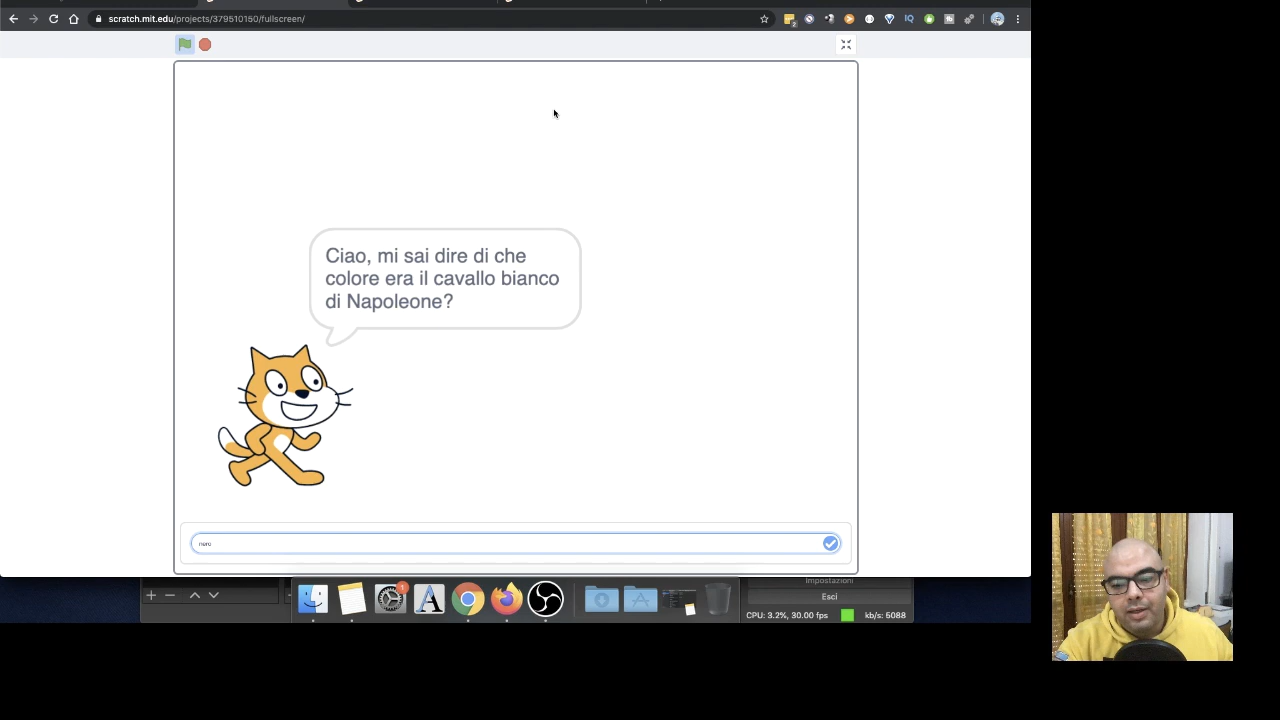 scratch.mit.edu/projects/379510150/fullscreen/
Ciao, mi sai dire di che
colore era il cavallo bianco
di Napoleone?
nero
Impostazioni
Esci
CPU: 3.2%, 30.00 fps
kb/s: 5088